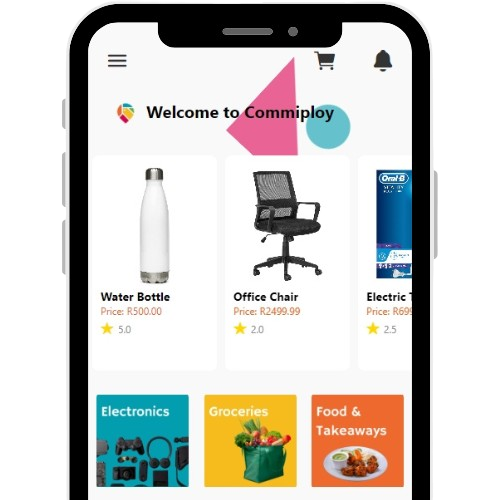 Welcome to Commiploy
Oral-B
Water Bottle
Price: R500.00
5.0
Office Chair
Price: R2499.99
2.0
Electric
Price: R699
2.5
Electronics
Groceries
Food &
Takeaways